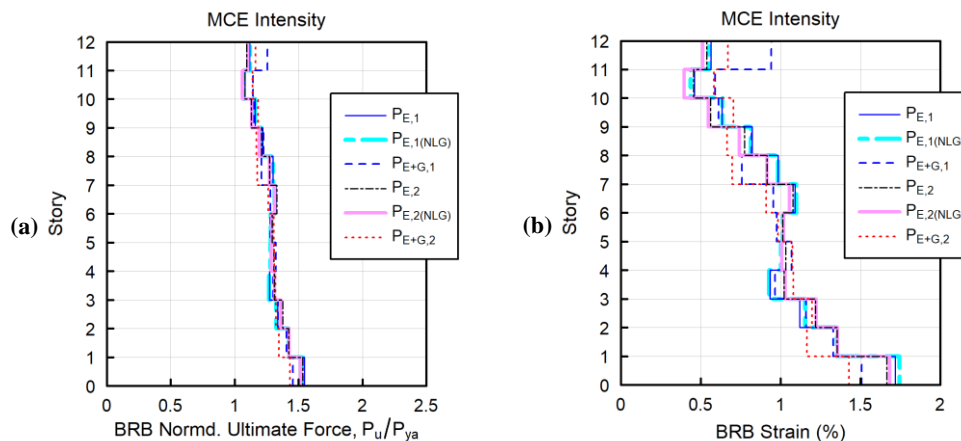 (a)
MCE Intensity
Story
12
11
10
9
8
7
6
5
4
3
2
1
0
0
0.5
1
1.5
2
2.5
BRB Normd. Ultimate Force, Pu/Pya
PE,1
PE,1(NLG)
PE+G,1
PE,2
PE,2(NLG)
PE+G,2
(b)
MCE Intensity
Story
12
11
10
9
8
7
6
5
4
3
2
1
0
0
0.5
1
1.5
2
BRB Strain (%)
PE,1
PE,1(NLG)
PE+G,1
PE,2
PE,2(NLG)
PE+G,2